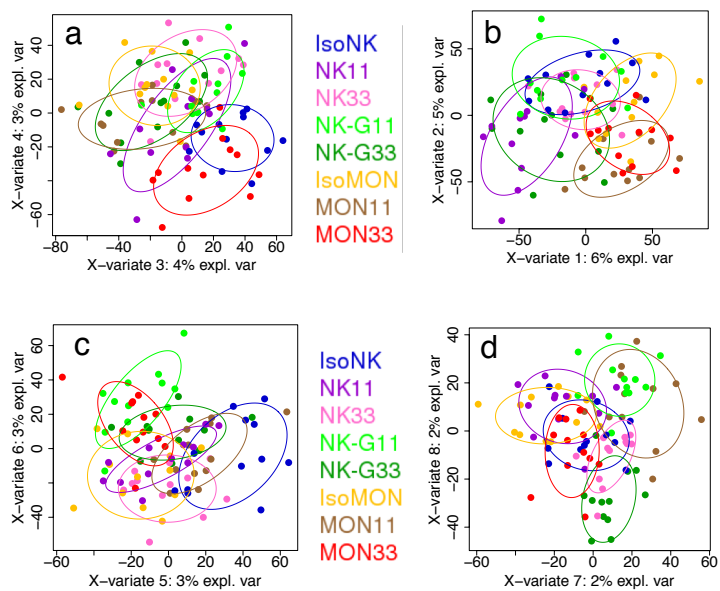 a
40
20
0
−20
−60
X−variate 4: 3% expl. var
−80
−40
0
20
40
60
X−variate 3: 4% expl. var
IsoNK
NK11
NK33
NK-G11
NK-G33
IsoMON
MON11
MON33
b
50
0
−50
X−variate 2: 5% expl. var
−50
0
50
X−variate 1: 6% expl. var
c
60
40
20
0
−40
X−variate 6: 3% expl. var
−60
−40
−20
0
20
40
60
X−variate 5: 3% expl. var
IsoNK
NK11
NK33
NK-G11
NK-G33
IsoMON
MON11
MON33
d
40
20
0
−20
−40
X−variate 8: 2% expl. var
−60
−40
−20
0
20
40
60
X−variate 7: 2% expl. var